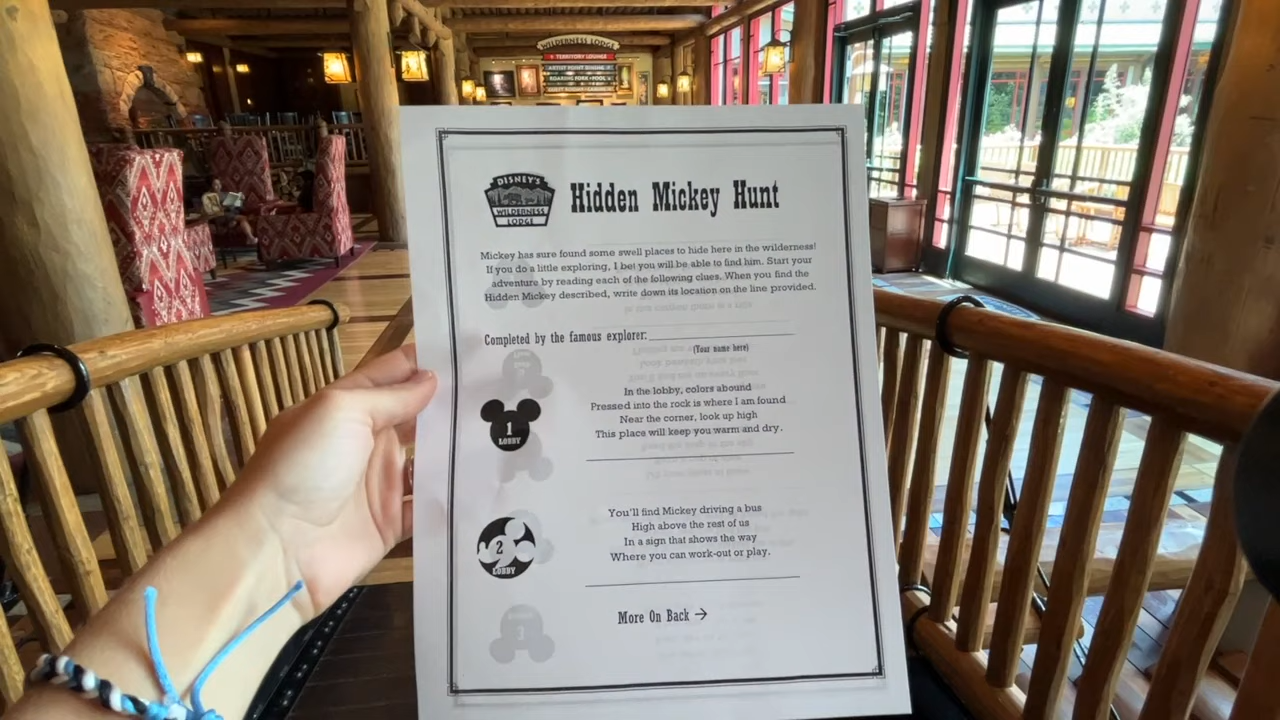 WILDERNESS LODGE
TERRITORY LOUNGE
ARTIST POINT DINING
ROARING FORK • POOL
DISNEY'S
WILDERNESS
LODGE
Hidden Mickey Hunt
Mickey has sure found some swell places to hide here in the wilderness!
If you do a little exploring, I bet you will be able to find him. Start your
adventure by reading each of the following clues. When you find the
Hidden Mickey described, write down its location on the line provided.
Completed by the famous explorer:
(Your name here)
In the lobby, colors abound
Pressed into the rock is where I am found
Near the corner, look up high
This place will keep you warm and dry.
1
LOBBY
You'll find Mickey driving a bus
High above the rest of us
In a sign that shows the way
Where you can work-out or play.
2
LOBBY
More On Back →